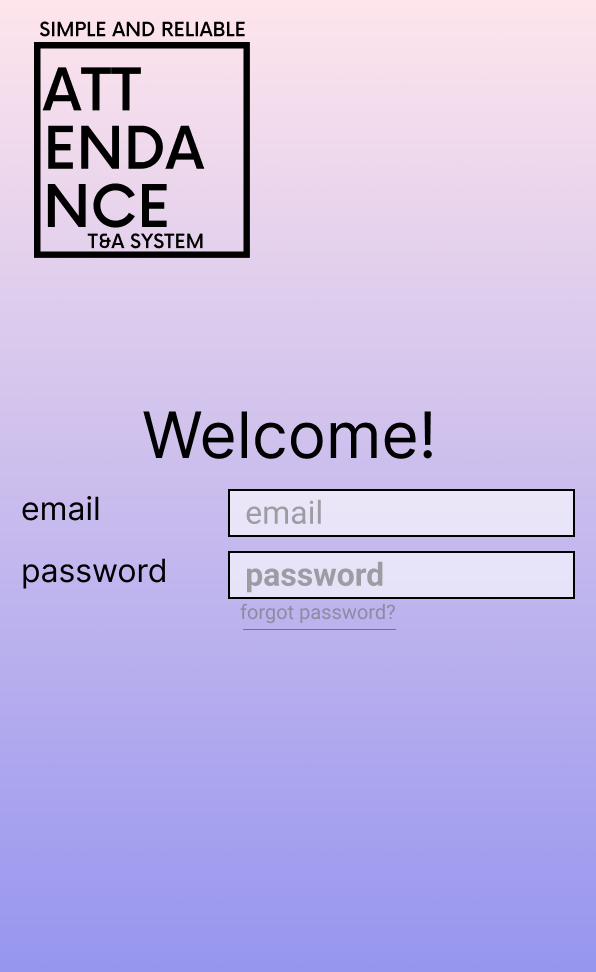 SIMPLE AND RELIABLE
ATT
ENDA
NCE
T&A SYSTEM
Welcome!
email email
password password
forgot password?